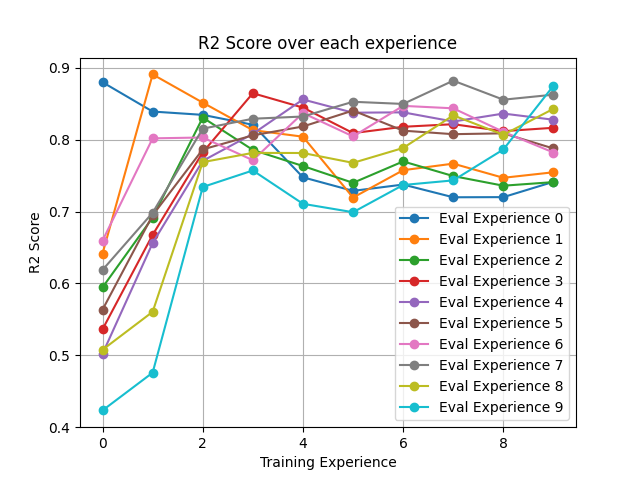 R2 Score over each experience
R2 Score
0.9
0.8
0.7
0.6
0.5
0.4
0 2 4 6 8
Training Experience
Eval Experience 0
Eval Experience 1
Eval Experience 2
Eval Experience 3
Eval Experience 4
Eval Experience 5
Eval Experience 6
Eval Experience 7
Eval Experience 8
Eval Experience 9